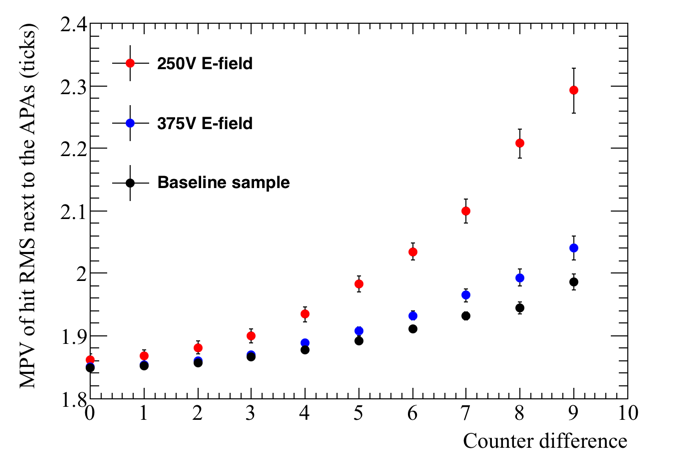 MPV of hit RMS next to the APAs (ticks)
2.4
2.3
2.2
2.1
2
1.9
1.8
250V E-field
375V E-field
Baseline sample
0 1 2 3 4 5 6 7 8 9 10
Counter difference